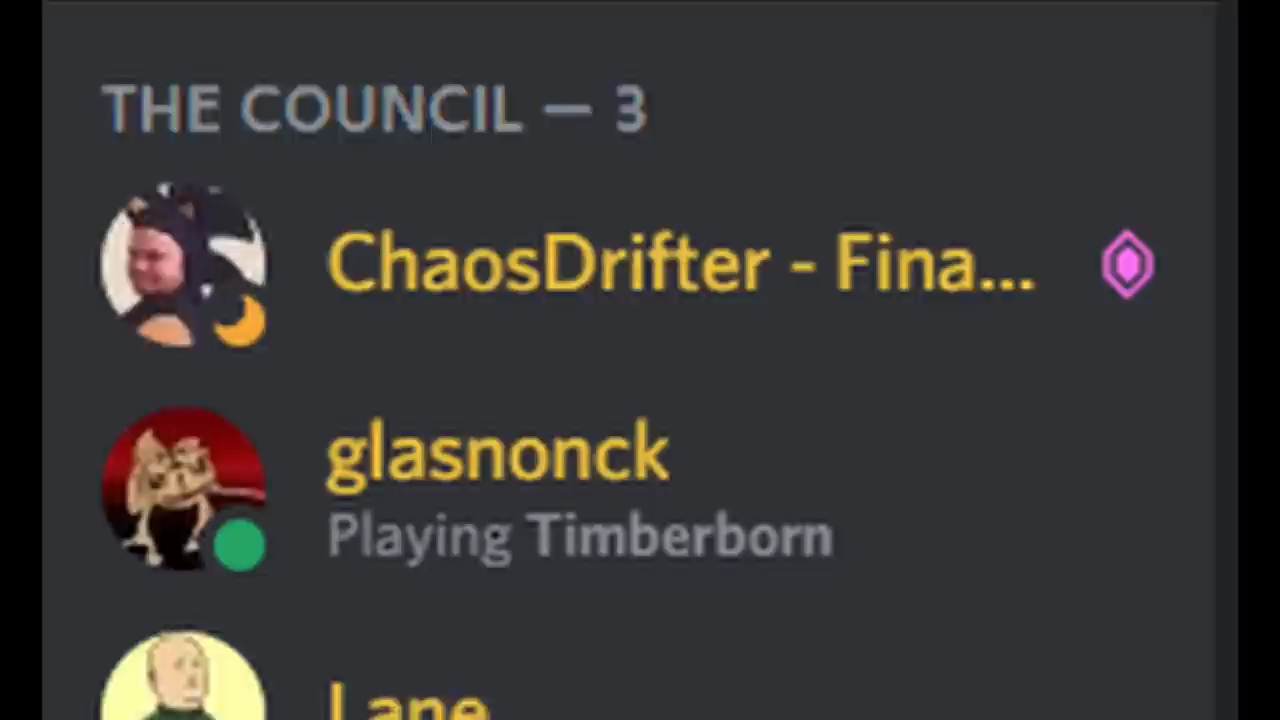 THE COUNCIL — 3
ChaosDrifter - Fina...
glasnonck
Playing Timberborn
Lane